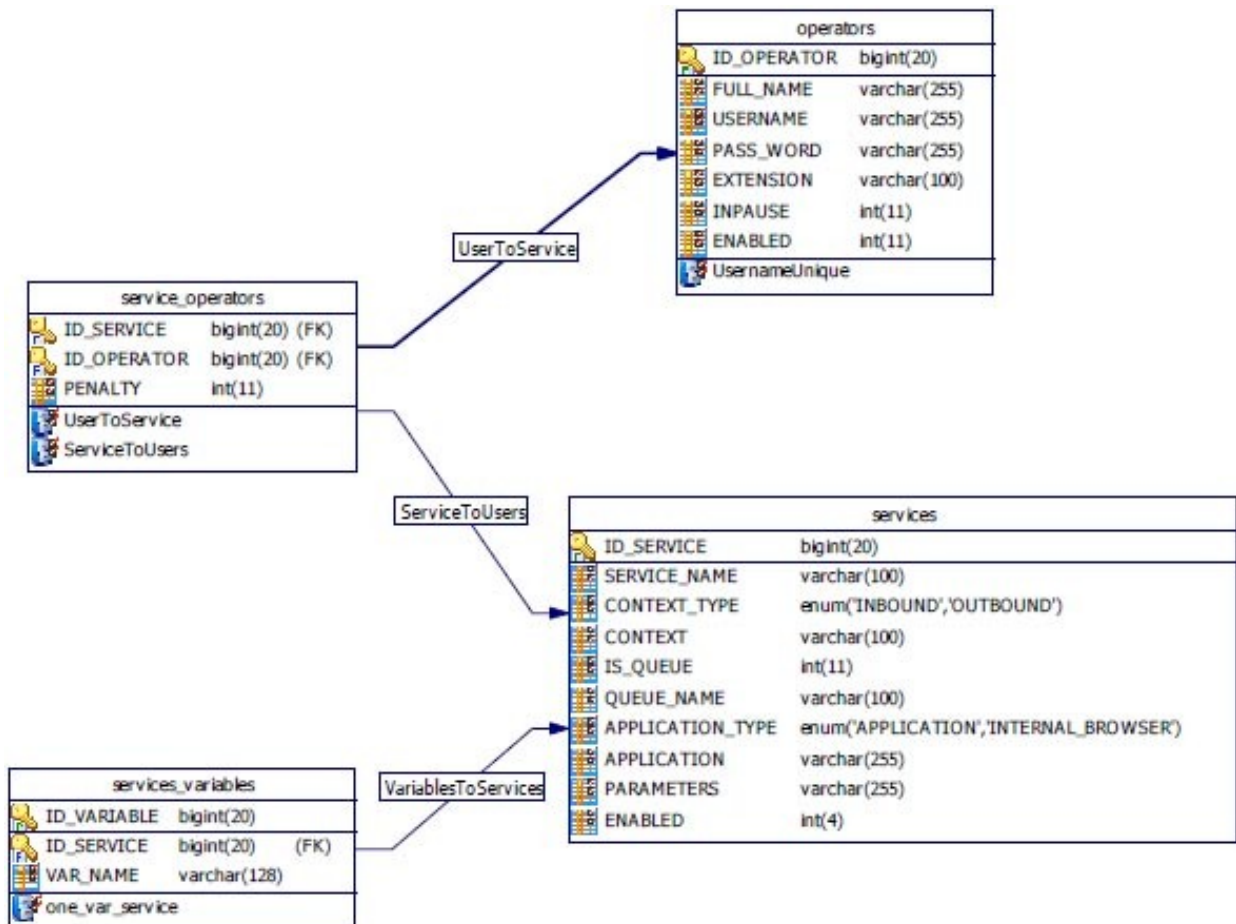 operators
ID_OPERATOR bigint(20)
FULL_NAME varchar(255)
USERNAME varchar(255)
PASS_WORD varchar(255)
EXTENSION varchar(100)
INPAUSE int(11)
ENABLED int(11)
UsernameUnique
UserToService
service_operators
ID_SERVICE bigint(20) (FK)
ID_OPERATOR bigint(20) (FK)
PENALTY int(11)
UserToService
ServiceToUsers
ServiceToUsers
services
ID_SERVICE bigint(20)
SERVICE_NAME varchar(100)
CONTEXT_TYPE enum('INBOUND','OUTBOUND')
CONTEXT varchar(100)
IS_QUEUE int(11)
QUEUE_NAME varchar(100)
APPLICATION_TYPE enum('APPLICATION','INTERNAL_BROWSER')
APPLICATION varchar(255)
PARAMETERS varchar(255)
ENABLED int(4)
VariablesToServices
services_variables
ID_VARIABLE bigint(20)
ID_SERVICE bigint(20) (FK)
VAR_NAME varchar(128)
one_var_service